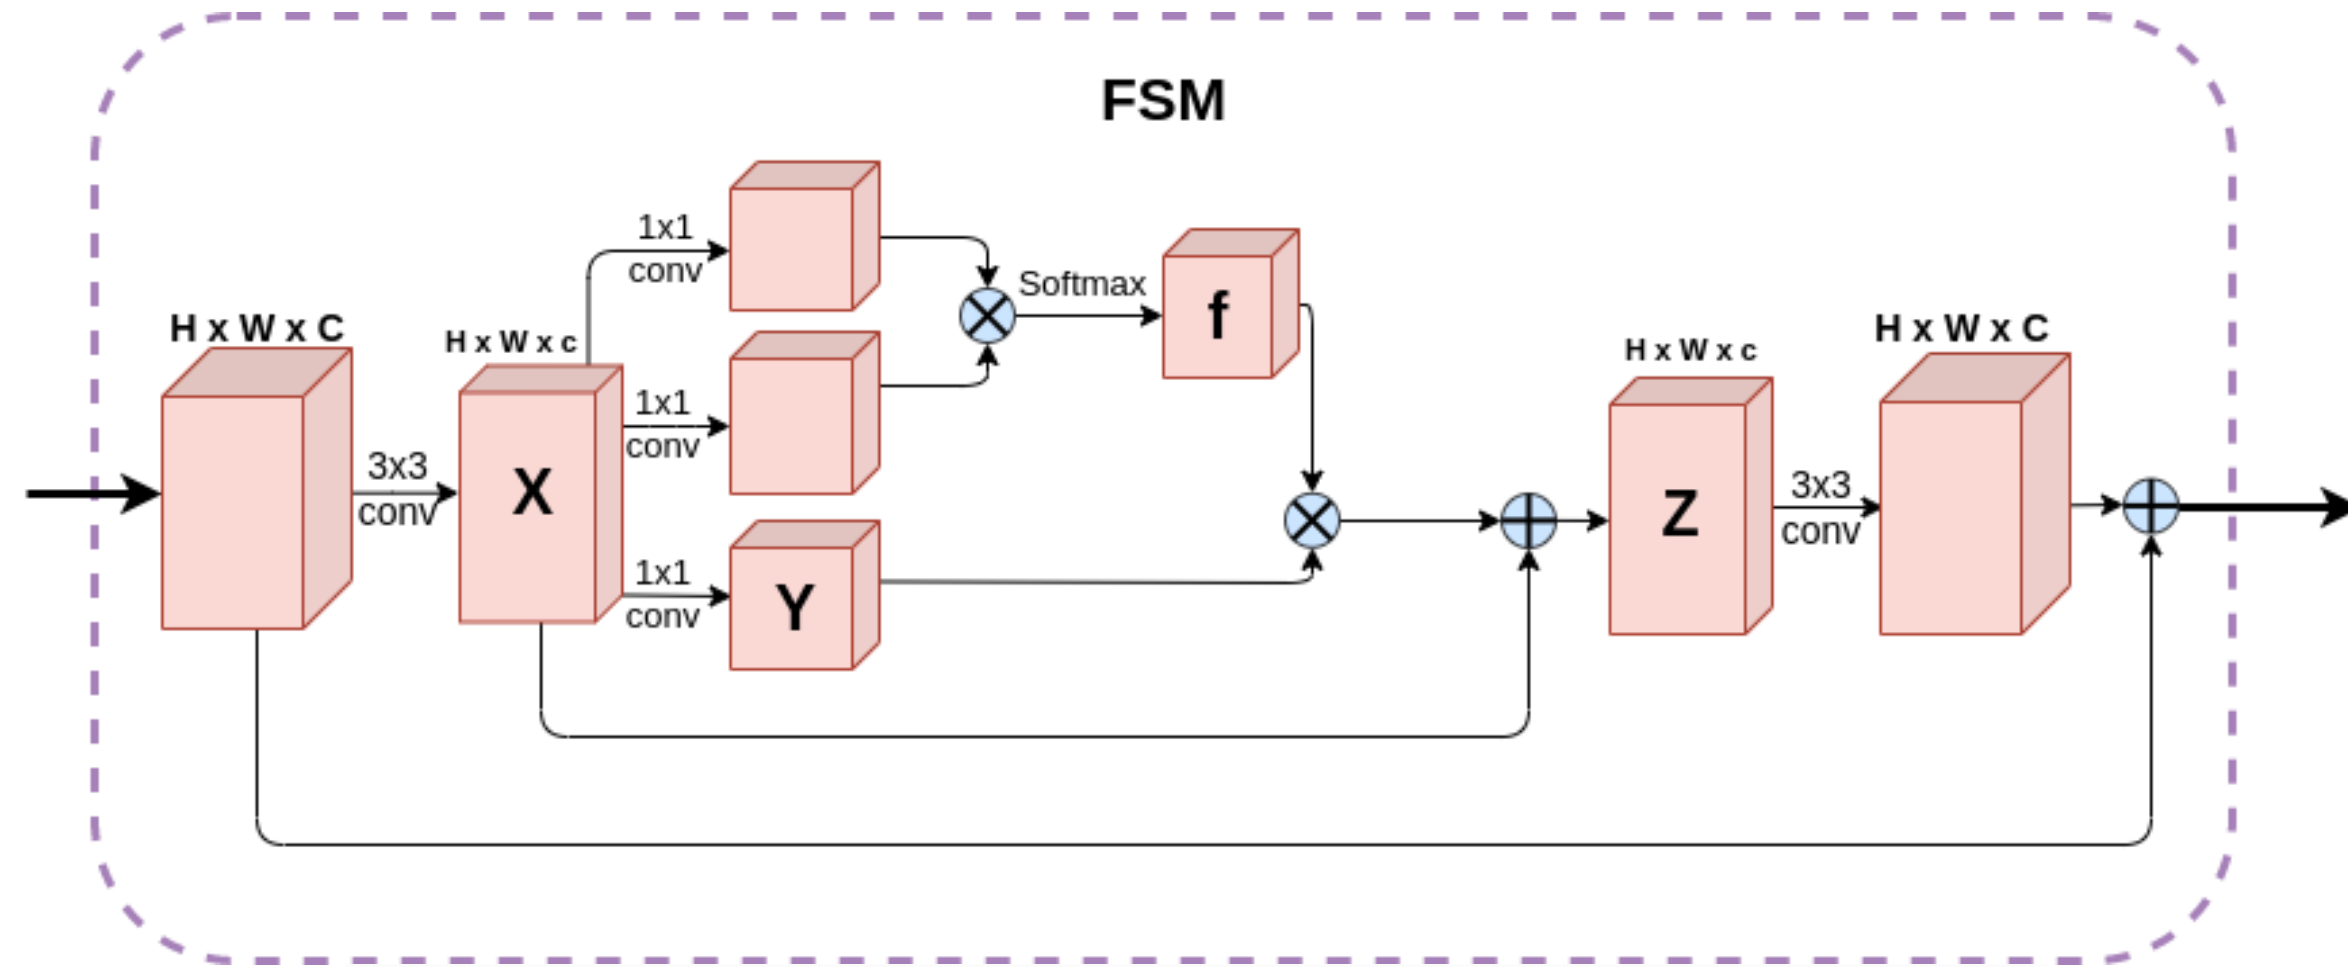 FSM
H x W x C
3x3
conv
H x W x c
X
1x1
conv
1x1
conv
1x1
conv
Y
Softmax
f
H x W x c
Z
3x3
conv
H x W x C